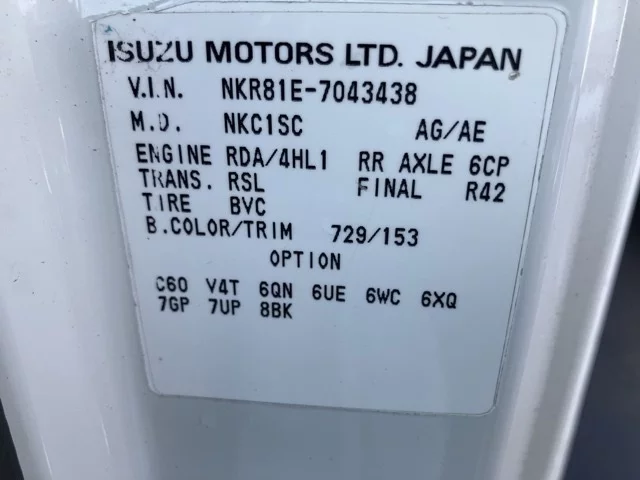 ISUZU MOTORS LTD. JAPAN
V.I.N. NKR81E-7043438
M.D. NKC1SC AG/AE
ENGINE RDA/4HL1 RR AXLE 6CP
TRANS. RSL FINAL R42
TIRE BVC
B.COLOR/TRIM 729/153
OPTION
C60 Y4T 6QN 6UE 6WC 6XQ
7GP 7UP 8BK